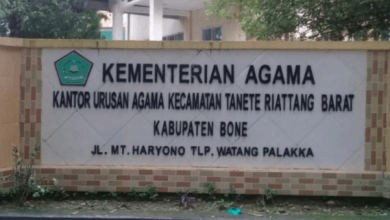 KEMENTERIAN AGAMA
KANTOR URUSAN AGAMA KECAMATAN TANETE RIATTANG BARAT
KABUPATEN BONE
JL. MT. HARYONO TLP. WATANG PALAKKA